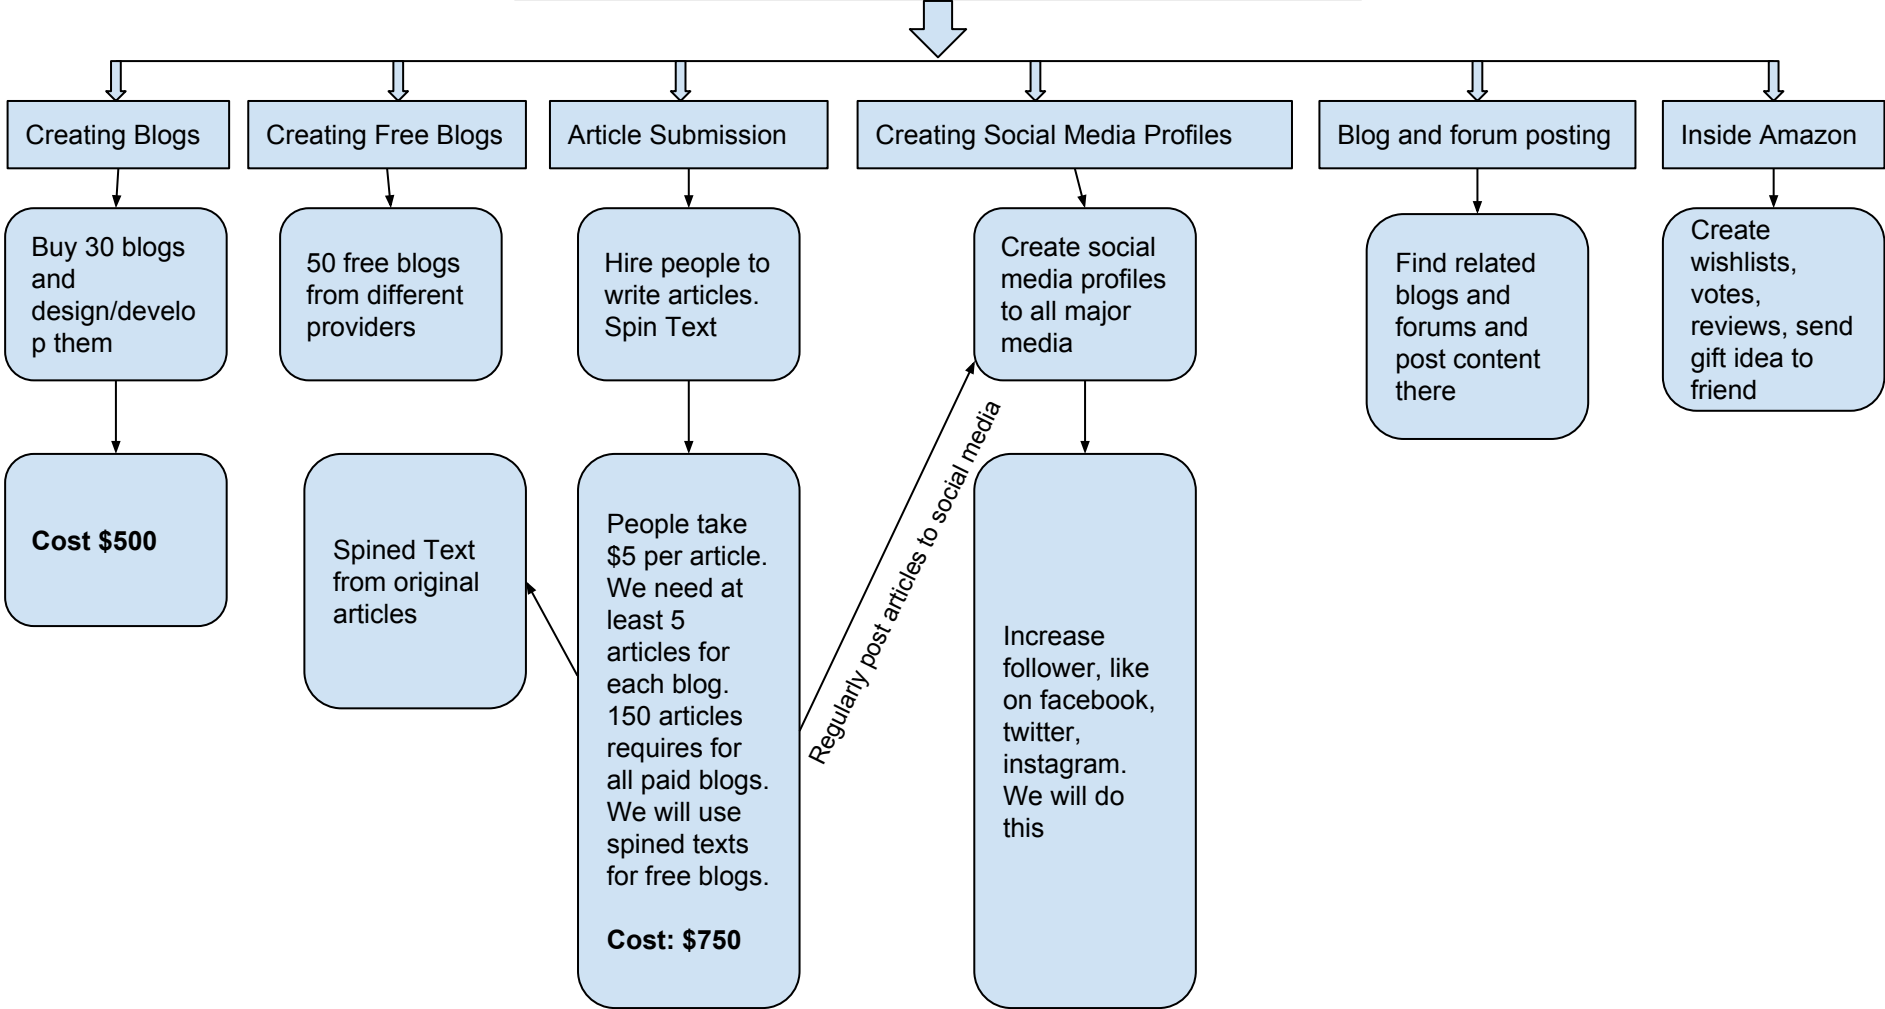 Creating Blogs
Creating Free Blogs
Article Submission
Creating Social Media Profiles
Blog and forum posting
Inside Amazon
Buy 30 blogs
and
design/develo
p them
50 free blogs
from different
providers
Hire people to
write articles.
Spin Text
Create social
media profiles
to all major
media
Find related
blogs and
forums and
post content
there
Create
wishlists,
votes,
reviews, send
gift idea to
friend
Cost $500
Spined Text
from original
articles
People take
$5 per article.
We need at
least 5
articles for
each blog.
150 articles
requires for
all paid blogs.
We will use
spined texts
for free blogs.
Cost: $750
Regularly post articles to social media
Increase
follower, like
on facebook,
twitter,
instagram.
We will do
this